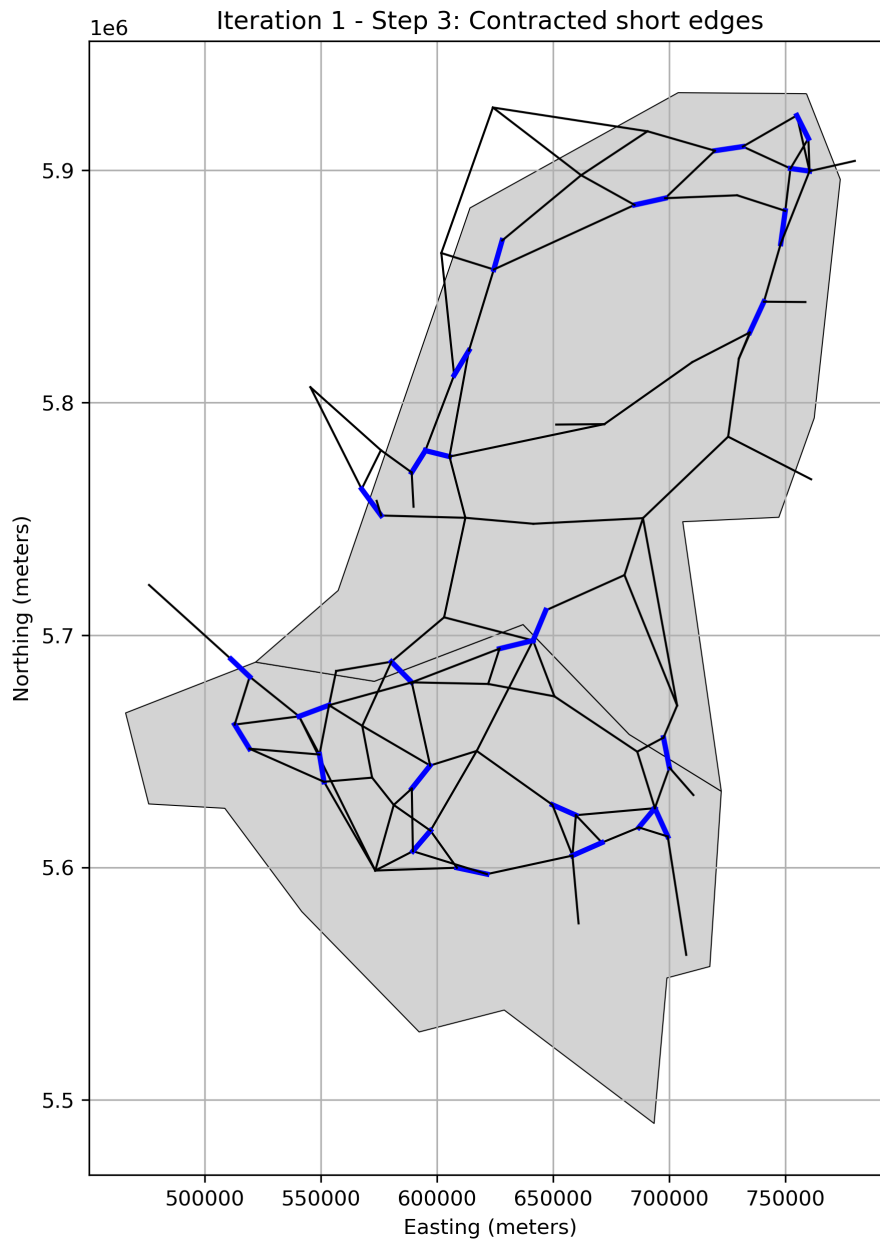 Iteration 1 - Step 3: Contracted short edges
1e6
5.9
5.8
5.7
5.6
5.5
Northing (meters)
500000 550000 600000 650000 700000 750000
Easting (meters)